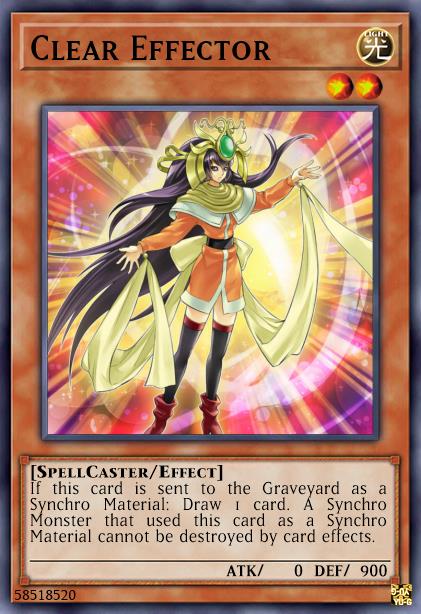 Clear Effector
LIGHT
光
[SpellCaster/Effect]
If this card is sent to the Graveyard as a
Synchro Material: Draw 1 card. A Synchro
Monster that used this card as a Synchro
Material cannot be destroyed by card effects.
ATK/ 0 DEF/ 900
58518520